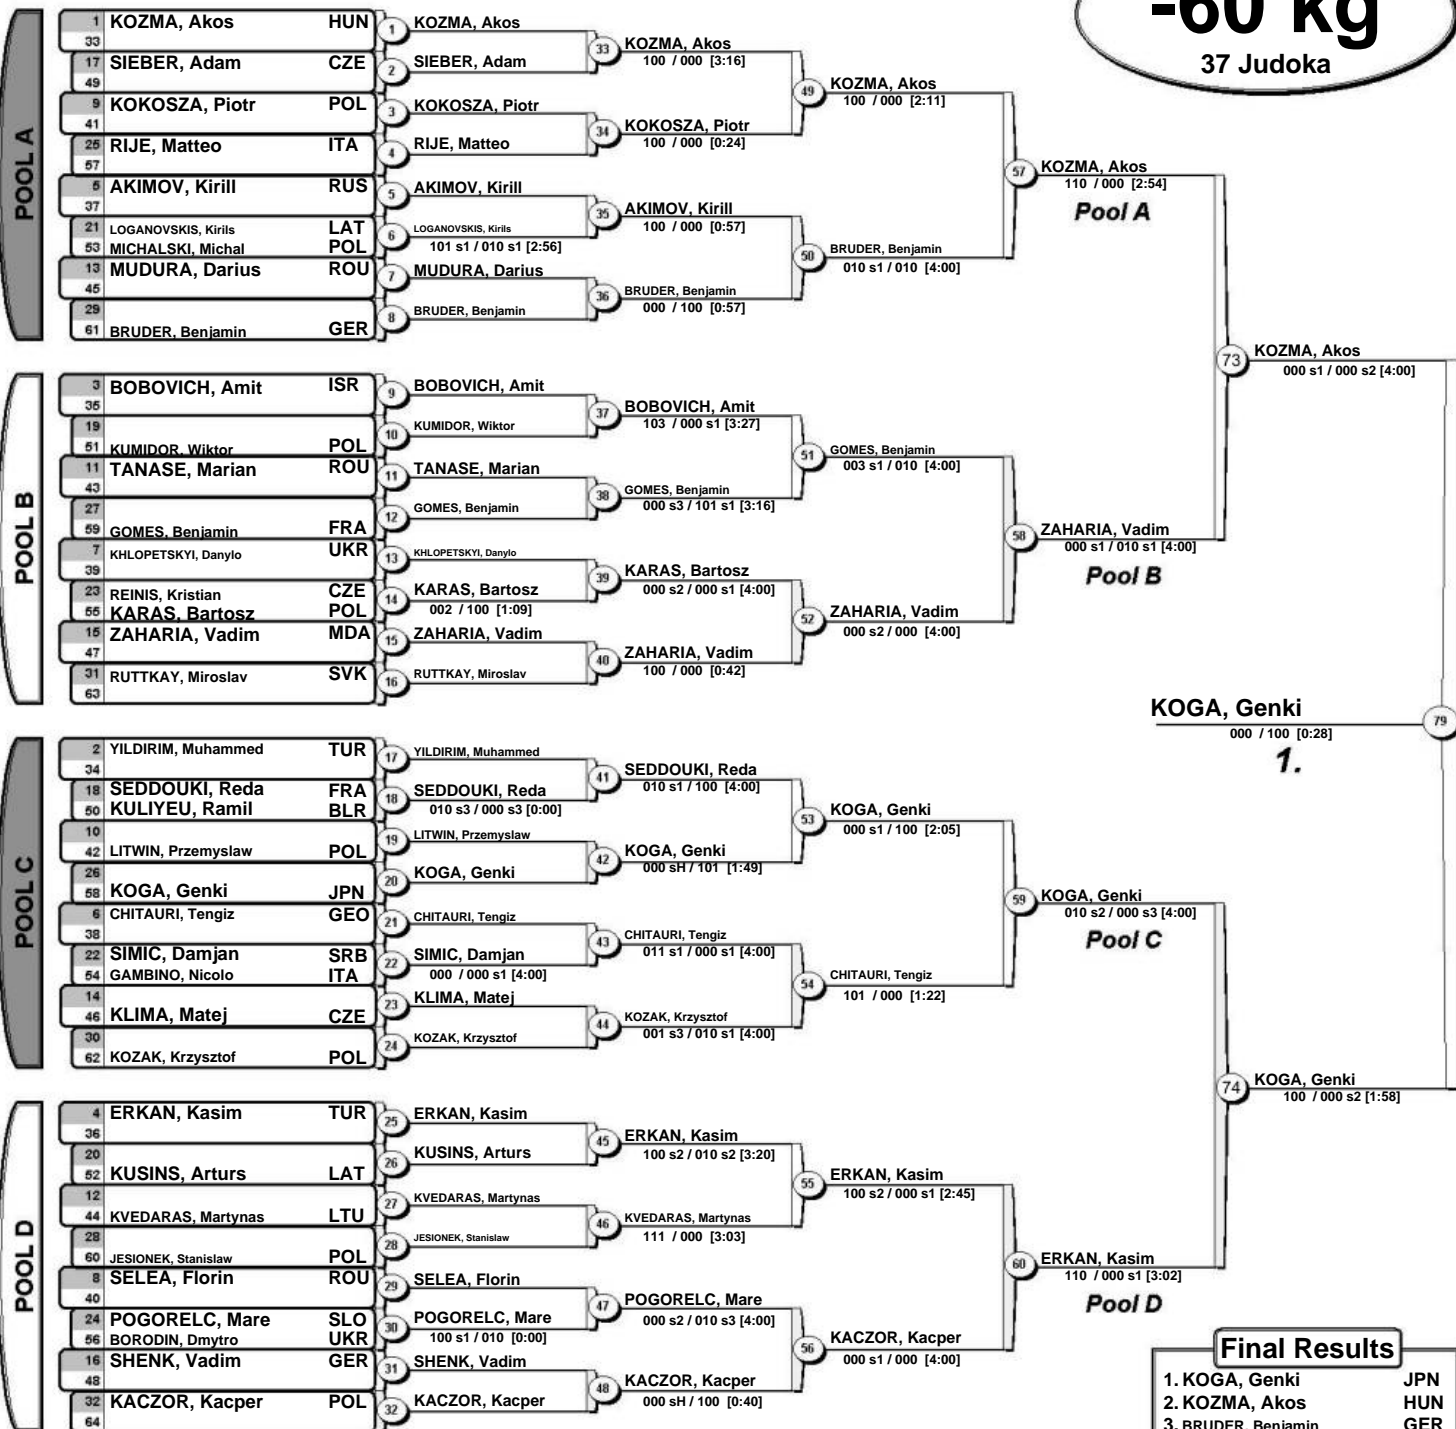 -60 kg
37 Judoka
POOL A
1 KOZMA, Akos HUN
33
17 SIEBER, Adam CZE
49
9 KOKOSZA, Piotr POL
41
25 RIJE, Matteo ITA
57
5 AKIMOV, Kirill RUS
37
21 LOGANOVSKIS, Kirils LAT
53 MICHALSKI, Michal POL
13 MUDURA, Darius ROU
45
29
61 BRUDER, Benjamin GER
1 KOZMA, Akos
2 SIEBER, Adam
3 KOKOSZA, Piotr
4 RIJE, Matteo
5 AKIMOV, Kirill
6 LOGANOVSKIS, Kirils
101 s1 / 010 s1 [2:56]
7 MUDURA, Darius
8 BRUDER, Benjamin
33 KOZMA, Akos
100 / 000 [3:16]
34 KOKOSZA, Piotr
100 / 000 [0:24]
35 AKIMOV, Kirill
100 / 000 [0:57]
36 BRUDER, Benjamin
000 / 100 [0:57]
49 KOZMA, Akos
100 / 000 [2:11]
50 BRUDER, Benjamin
010 s1 / 010 [4:00]
57 KOZMA, Akos
110 / 000 [2:54]
Pool A
POOL B
3 BOBOVICH, Amit ISR
35
19
51 KUMIDOR, Wiktor POL
11 TANASE, Marian ROU
43
27
59 GOMES, Benjamin FRA
7 KHLOPETSKYI, Danylo UKR
39
23 REINIS, Kristian CZE
55 KARAS, Bartosz POL
15 ZAHARIA, Vadim MDA
47
31 RUTTKAY, Miroslav SVK
63
9 BOBOVICH, Amit
10 KUMIDOR, Wiktor
11 TANASE, Marian
12 GOMES, Benjamin
13 KHLOPETSKYI, Danylo
14 KARAS, Bartosz
002 / 100 [1:09]
15 ZAHARIA, Vadim
16 RUTTKAY, Miroslav
37 BOBOVICH, Amit
103 / 000 s1 [3:27]
38 GOMES, Benjamin
000 s3 / 101 s1 [3:16]
39 KARAS, Bartosz
000 s2 / 000 s1 [4:00]
40 ZAHARIA, Vadim
100 / 000 [0:42]
51 GOMES, Benjamin
003 s1 / 010 [4:00]
52 ZAHARIA, Vadim
000 s2 / 000 [4:00]
58 ZAHARIA, Vadim
000 s1 / 010 s1 [4:00]
Pool B
73 KOZMA, Akos
000 s1 / 000 s2 [4:00]
KOGA, Genki 79
000 / 100 [0:28]
1.
POOL C
2 YILDIRIM, Muhammed TUR
34
18 SEDDOUKI, Reda FRA
50 KULIYEU, Ramil BLR
10
42 LITWIN, Przemyslaw POL
26
58 KOGA, Genki JPN
6 CHITAURI, Tengiz GEO
38
22 SIMIC, Damjan SRB
54 GAMBINO, Nicolo ITA
14
46 KLIMA, Matej CZE
30
62 KOZAK, Krzysztof POL
17 YILDIRIM, Muhammed
18 SEDDOUKI, Reda
010 s3 / 000 s3 [0:00]
19 LITWIN, Przemyslaw
20 KOGA, Genki
21 CHITAURI, Tengiz
22 SIMIC, Damjan
000 / 000 s1 [4:00]
23 KLIMA, Matej
24 KOZAK, Krzysztof
41 SEDDOUKI, Reda
010 s1 / 100 [4:00]
42 KOGA, Genki
000 sH / 101 [1:49]
43 CHITAURI, Tengiz
011 s1 / 000 s1 [4:00]
44 KOZAK, Krzysztof
001 s3 / 010 s1 [4:00]
53 KOGA, Genki
000 s1 / 100 [2:05]
54 CHITAURI, Tengiz
101 / 000 [1:22]
59 KOGA, Genki
010 s2 / 000 s3 [4:00]
Pool C
POOL D
4 ERKAN, Kasim TUR
36
20
52 KUSINS, Arturs LAT
12
44 KVEDARAS, Martynas LTU
28
60 JESIONEK, Stanislaw POL
8 SELEA, Florin ROU
40
24 POGORELC, Mare SLO
56 BORODIN, Dmytro UKR
16 SHENK, Vadim GER
48
32 KACZOR, Kacper POL
64
25 ERKAN, Kasim
26 KUSINS, Arturs
27 KVEDARAS, Martynas
28 JESIONEK, Stanislaw
29 SELEA, Florin
30 POGORELC, Mare
100 s1 / 010 [0:00]
31 SHENK, Vadim
32 KACZOR, Kacper
45 ERKAN, Kasim
100 s2 / 010 s2 [3:20]
46 KVEDARAS, Martynas
111 / 000 [3:03]
47 POGORELC, Mare
000 s2 / 010 s3 [4:00]
48 KACZOR, Kacper
000 sH / 100 [0:40]
55 ERKAN, Kasim
100 s2 / 000 s1 [2:45]
56 KACZOR, Kacper
000 s1 / 000 [4:00]
60 ERKAN, Kasim
110 / 000 s1 [3:02]
Pool D
74 KOGA, Genki
100 / 000 s2 [1:58]
Final Results
1. KOGA, Genki JPN
2. KOZMA, Akos HUN
3. BRUDER, Benjamin GER